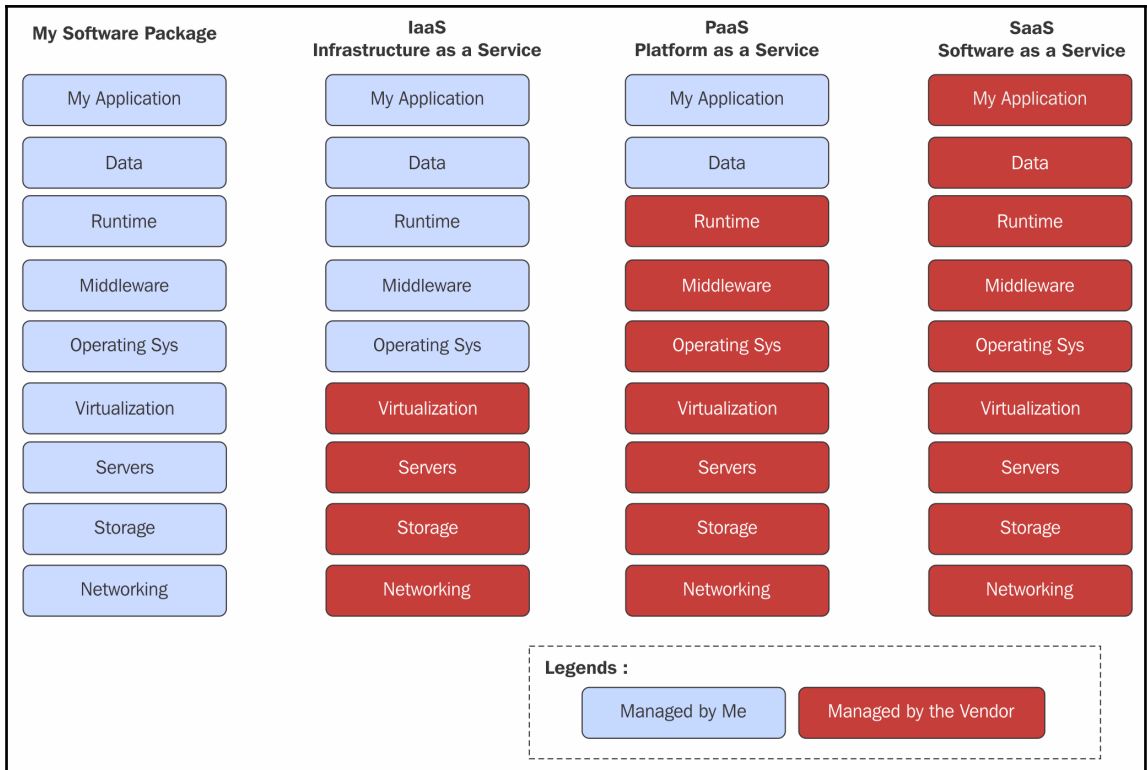 My Software Package
IaaS
Infrastructure as a Service
PaaS
Platform as a Service
SaaS
Software as a Service
My Application
My Application
My Application
My Application
Data
Data
Data
Data
Runtime
Runtime
Runtime
Runtime
Middleware
Middleware
Middleware
Middleware
Operating Sys
Operating Sys
Operating Sys
Operating Sys
Virtualization
Virtualization
Virtualization
Virtualization
Servers
Servers
Servers
Servers
Storage
Storage
Storage
Storage
Networking
Networking
Networking
Networking
Legends :
Managed by Me
Managed by the Vendor